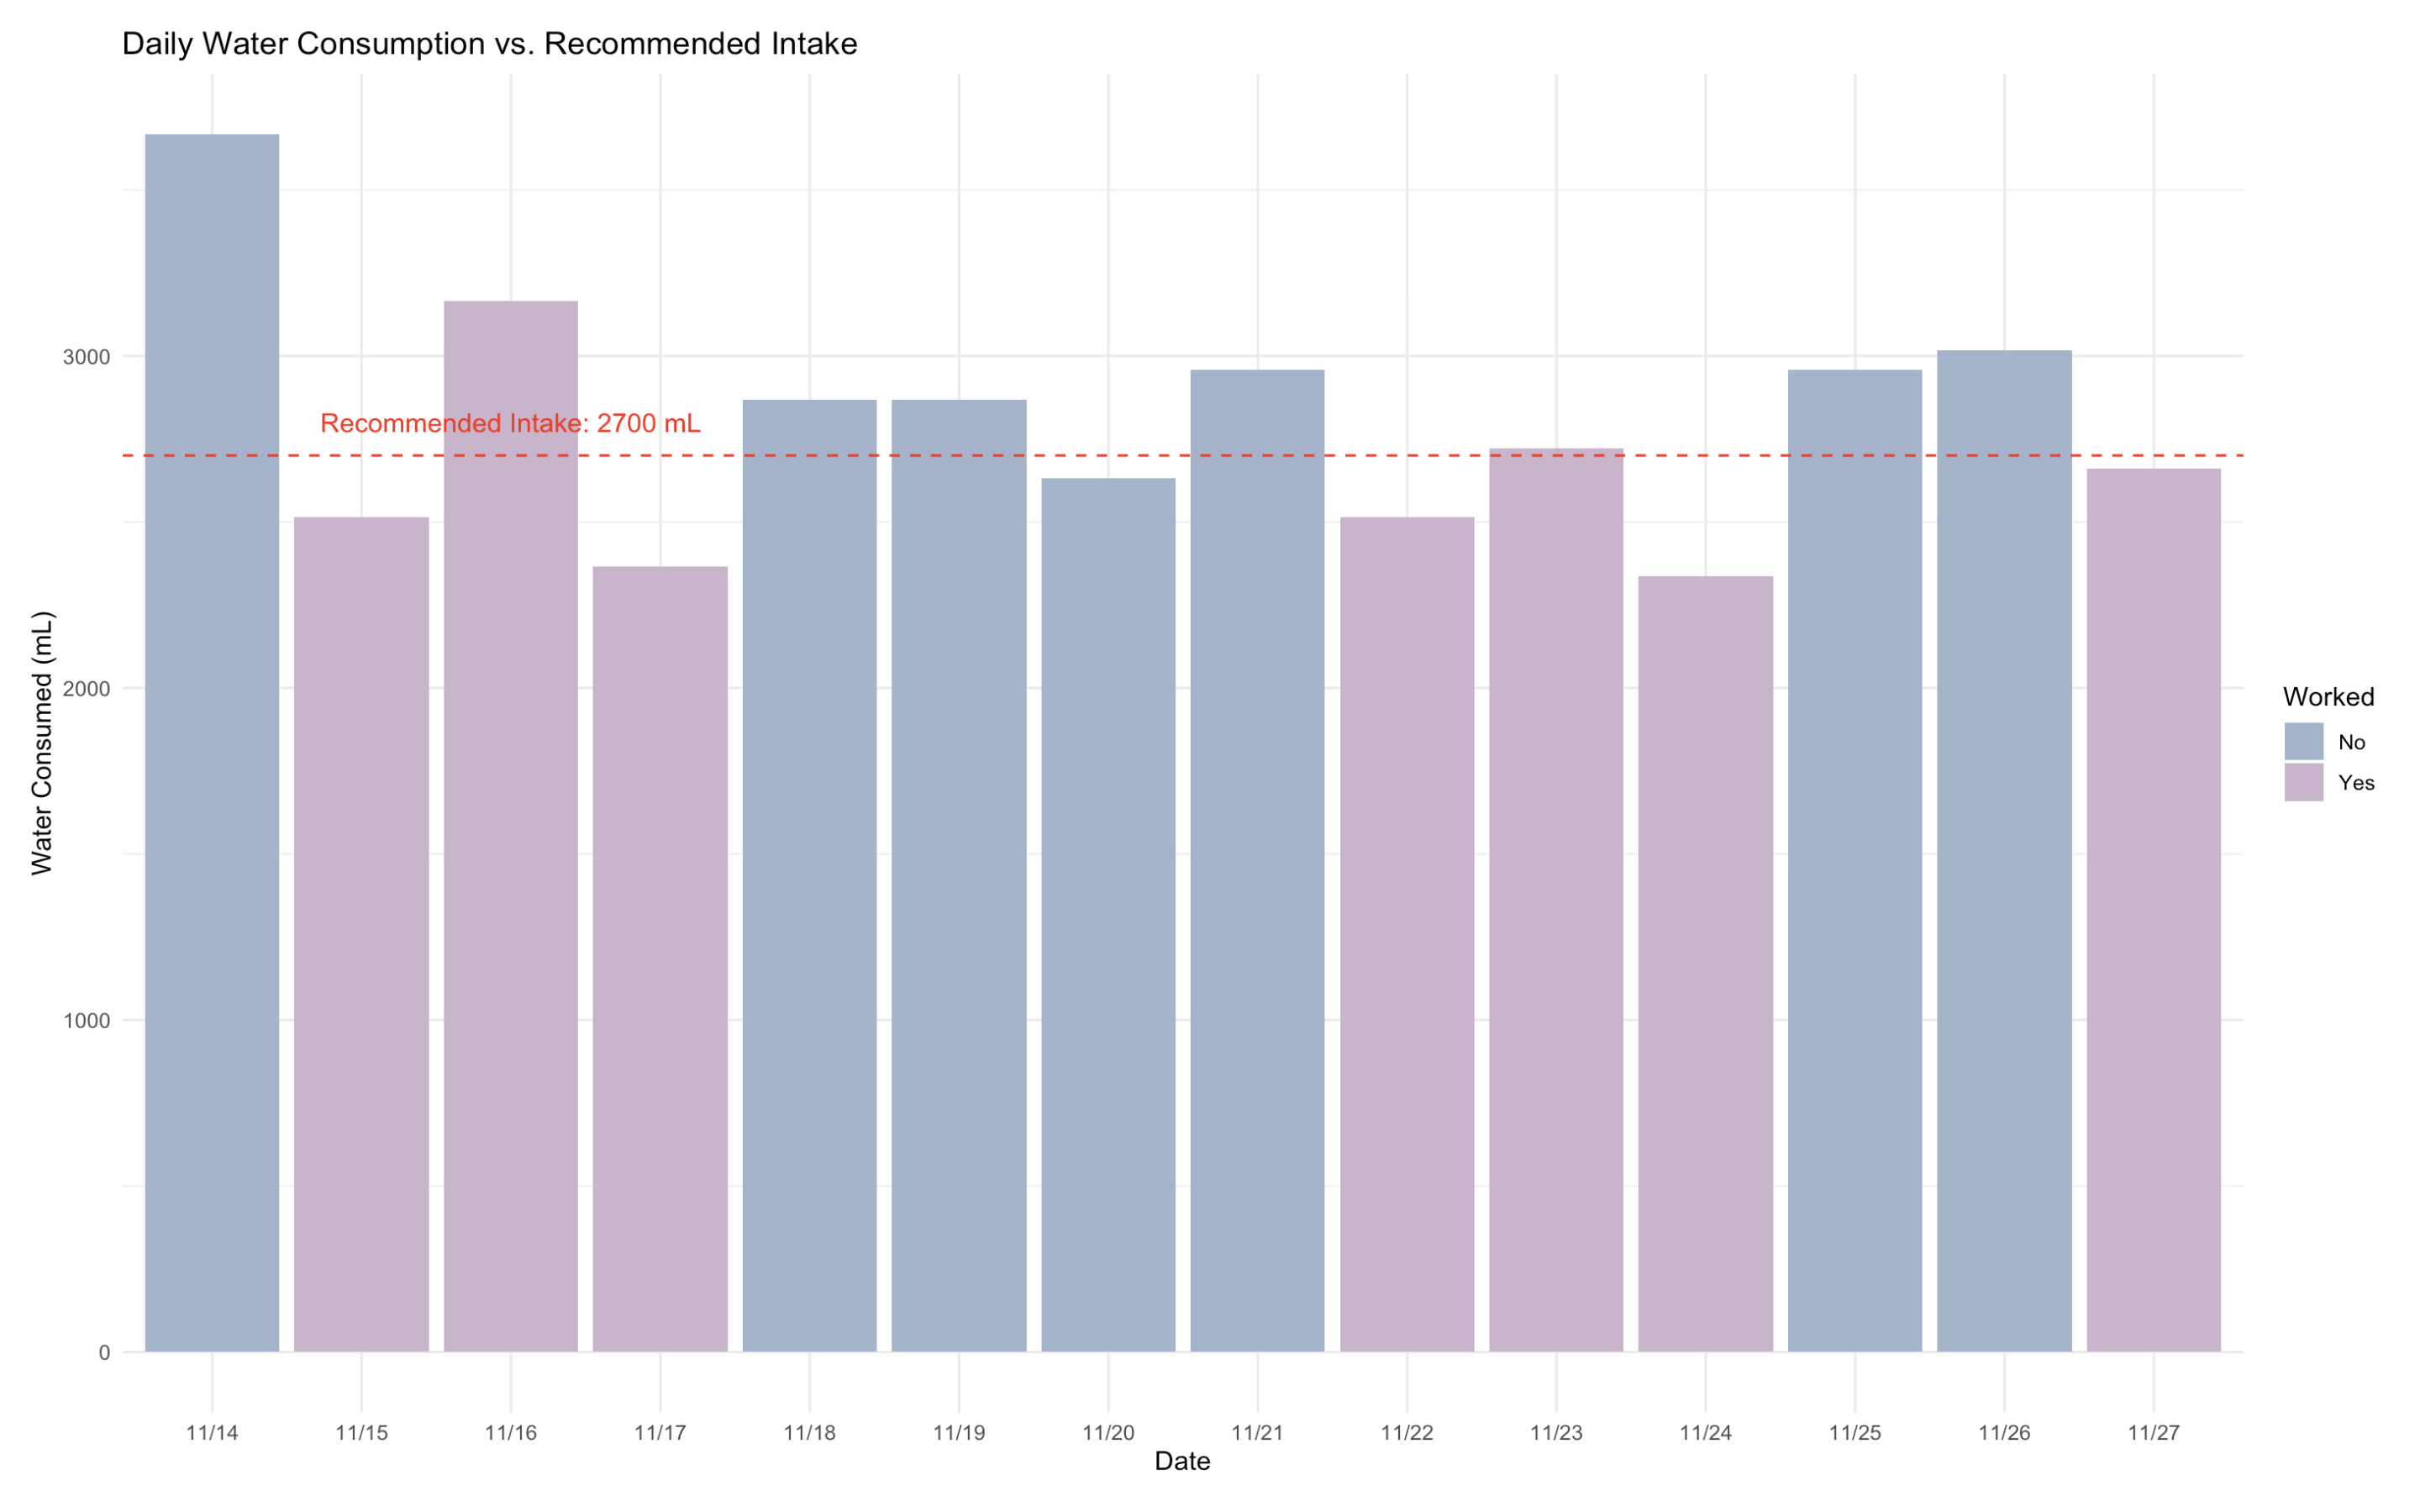 Daily Water Consumption vs. Recommended Intake
3000
2000
1000
0
Water Consumed (mL)
Recommended Intake: 2700 mL
11/14 11/15 11/16 11/17 11/18 11/19 11/20 11/21 11/22 11/23 11/24 11/25 11/26 11/27
Date
Worked
No
Yes